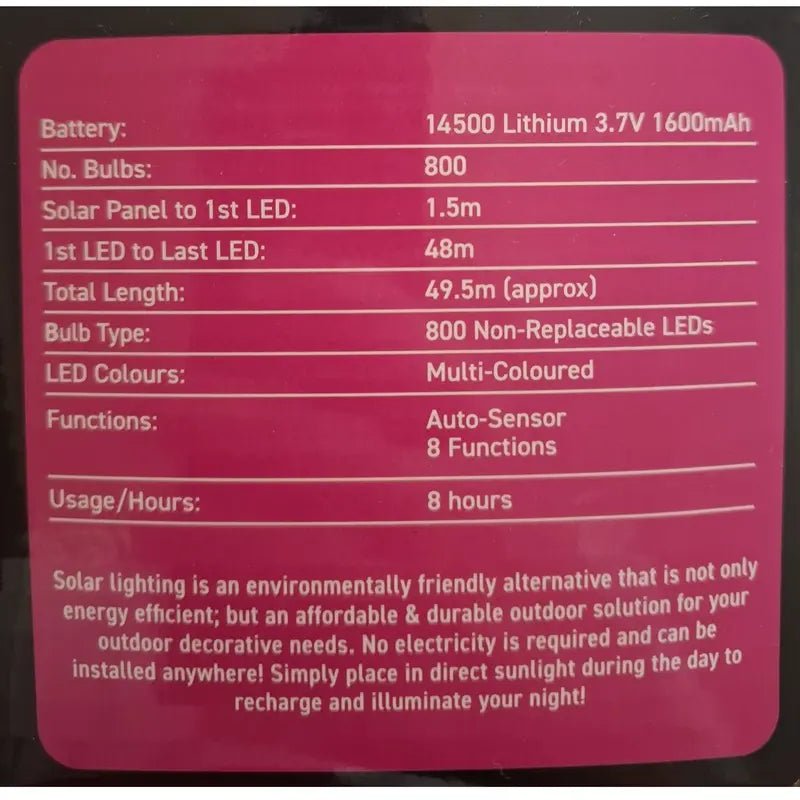 Battery: 14500 Lithium 3.7V 1600mAh
No. Bulbs: 800
Solar Panel to 1st LED: 1.5m
1st LED to Last LED: 48m
Total Length: 49.5m (approx)
Bulb Type: 800 Non-Replaceable LEDs
LED Colours: Multi-Coloured
Functions: Auto-Sensor
8 Functions
Usage/Hours: 8 hours
Solar lighting is an environmentally friendly alternative that is not only
energy efficient; but an affordable & durable outdoor solution for your
outdoor decorative needs. No electricity is required and can be
installed anywhere! Simply place in direct sunlight during the day to
recharge and illuminate your night!